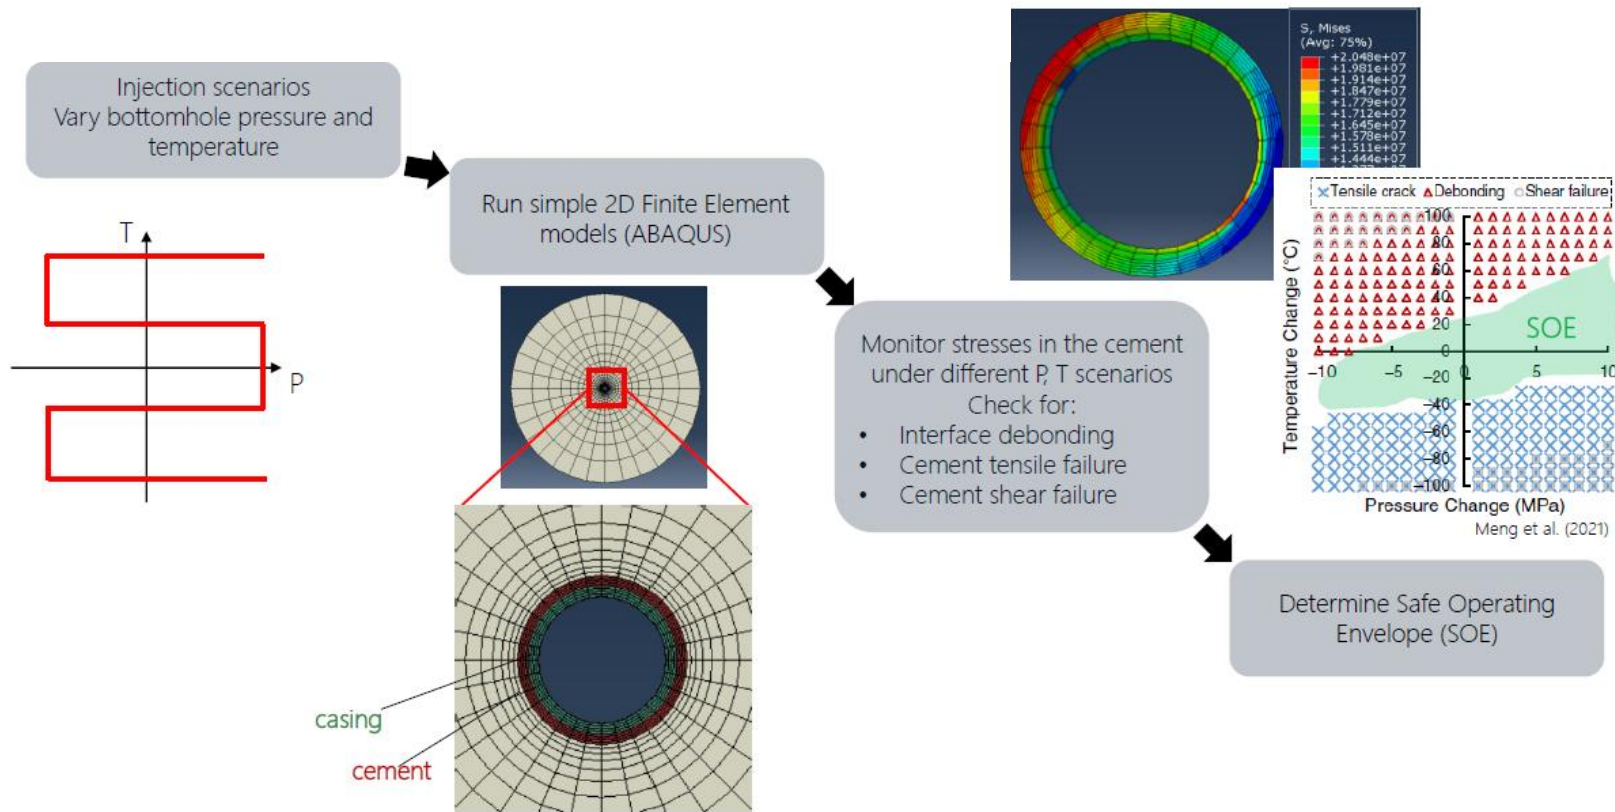 Injection scenarios
Vary bottomhole pressure and
temperature
T
P
Run simple 2D Finite Element
models (ABAQUS)
casing
cement
Monitor stresses in the cement
under different P, T scenarios
Check for:
• Interface debonding
• Cement tensile failure
• Cement shear failure
S, Mises
(Avg: 75%)
+2.048e+07
+1.981e+07
+1.914e+07
+1.847e+07
+1.779e+07
+1.712e+07
+1.645e+07
+1.578e+07
+1.511e+07
+1.444e+07
Tensile crack Debonding Shear failure
Temperature Change (°C)
100
80
60
40
20
0
−20
−40
−60
−80
−100
−10 −5 0 5 10
SOE
Pressure Change (MPa)
Meng et al. (2021)
Determine Safe Operating
Envelope (SOE)